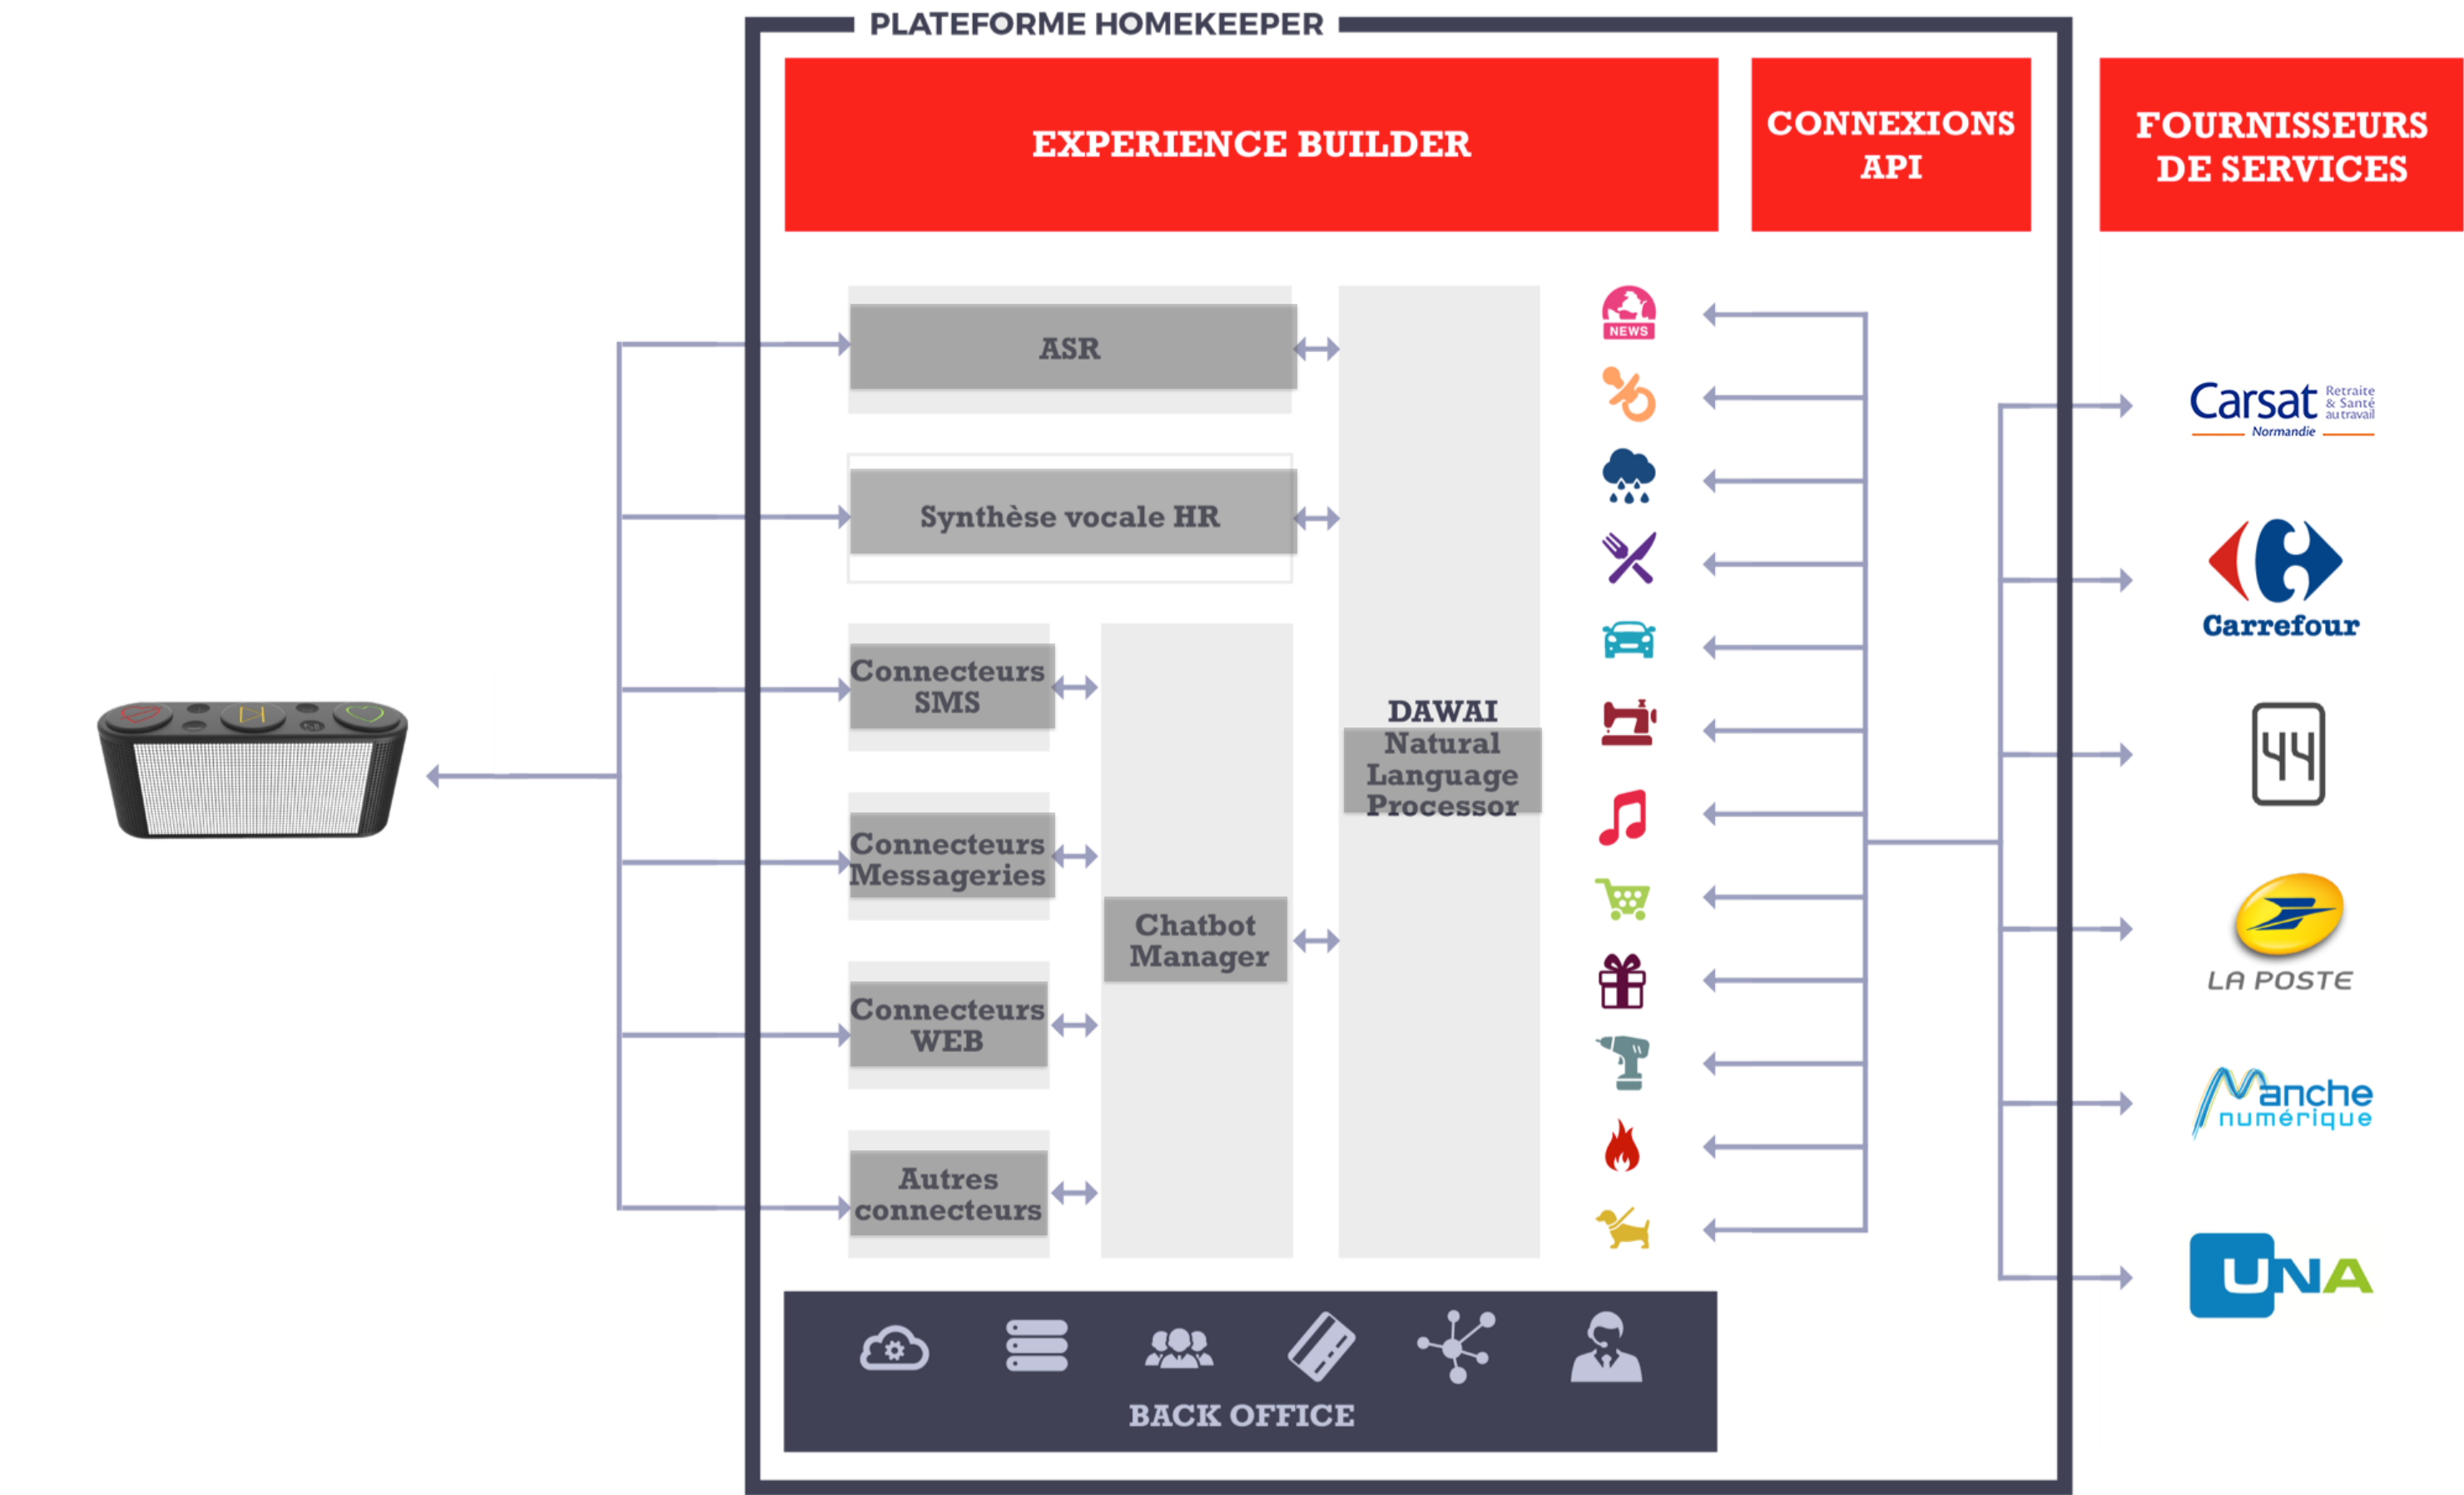 PLATEFORME HOMEKEEPER
EXPERIENCE BUILDER
CONNEXIONS
API
FOURNISSEURS
DE SERVICES
ASR
Synthèse vocale HR
Connecteurs
SMS
Connecteurs
Messageries
Connecteurs
WEB
Autres
connecteurs
Chatbot
Manager
DAWAI
Natural
Language
Processor
NEWS
Carsat Retraite
& Santé
au travail
Normandie
Carrefour
44
LA POSTE
Manche
numérique
UNA
BACK OFFICE